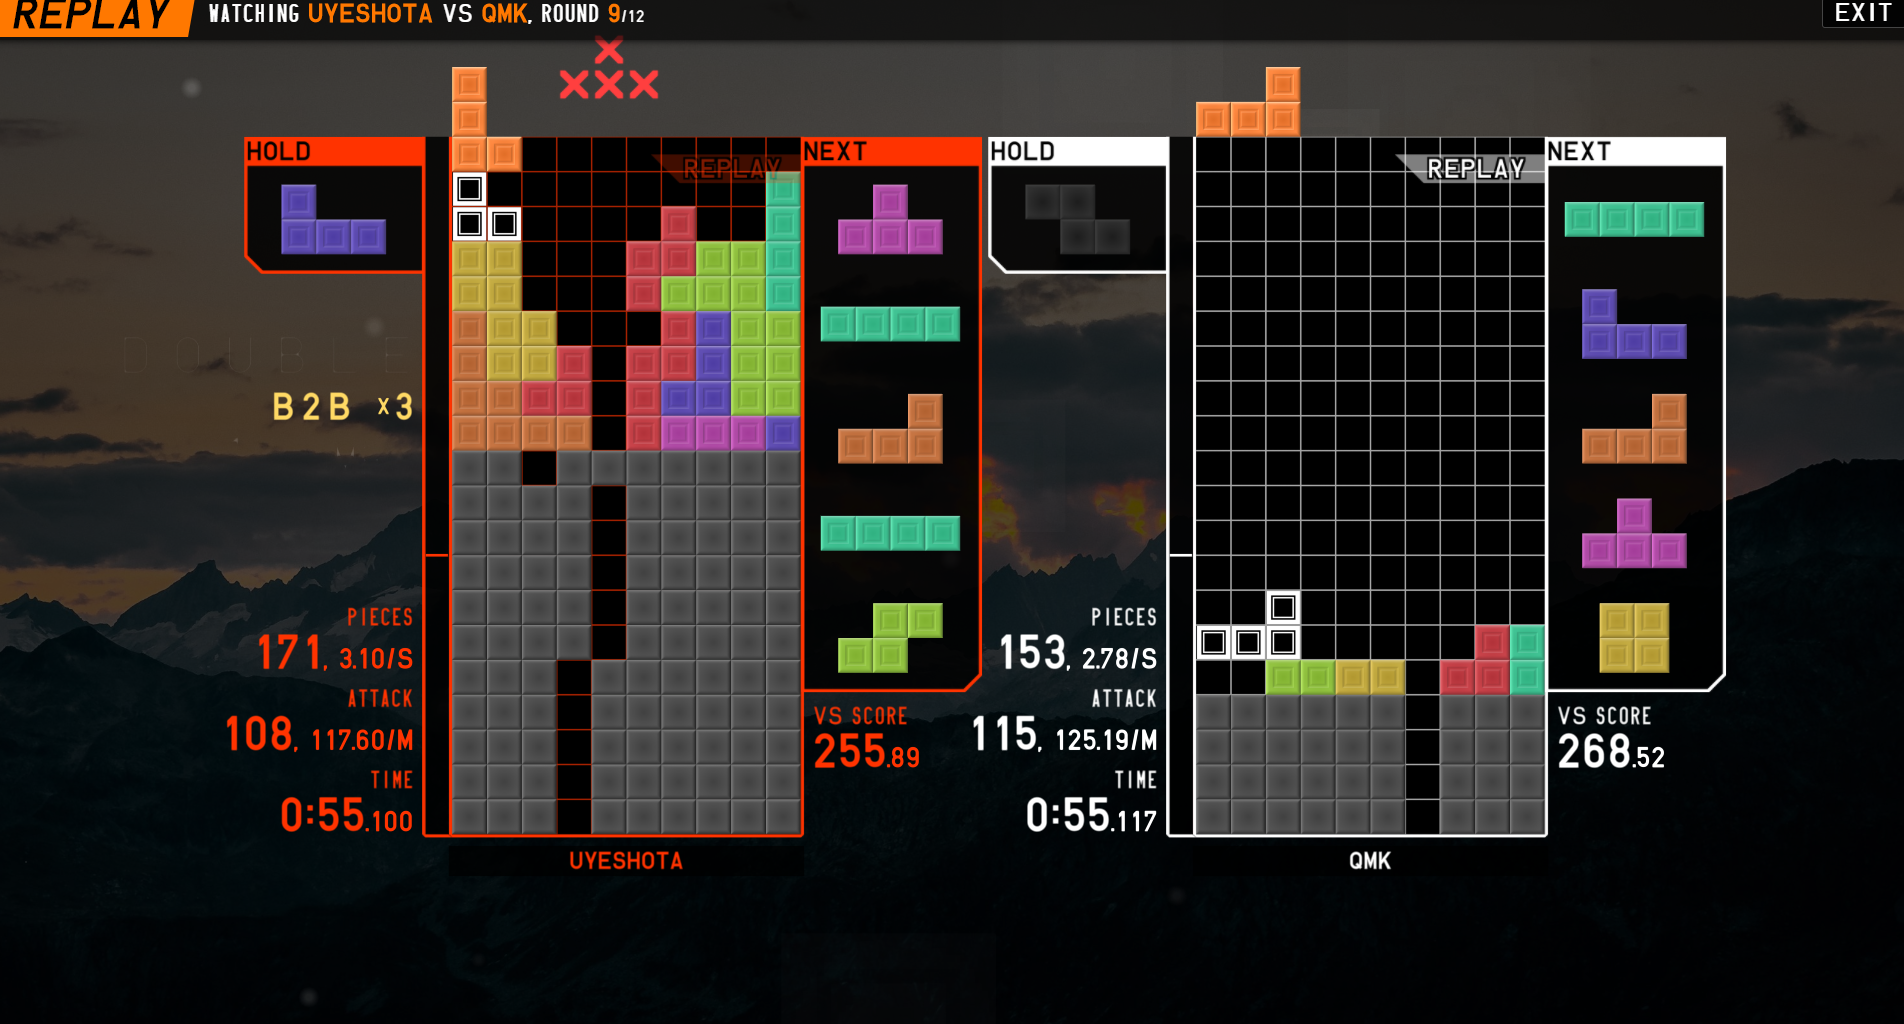 REPLAY
WATCHING UYESHOTA VS QMK, ROUND 9/12
EXIT
HOLD
REPLAY
NEXT
DOUBLE
B2B ×3
PIECES
171, 3.10/S
ATTACK
108, 117.60/M
TIME
0:55.100
VS SCORE
255.89
UYESHOTA
HOLD
REPLAY
NEXT
PIECES
153, 2.78/S
ATTACK
115, 125.19/M
TIME
0:55.117
VS SCORE
268.52
QMK